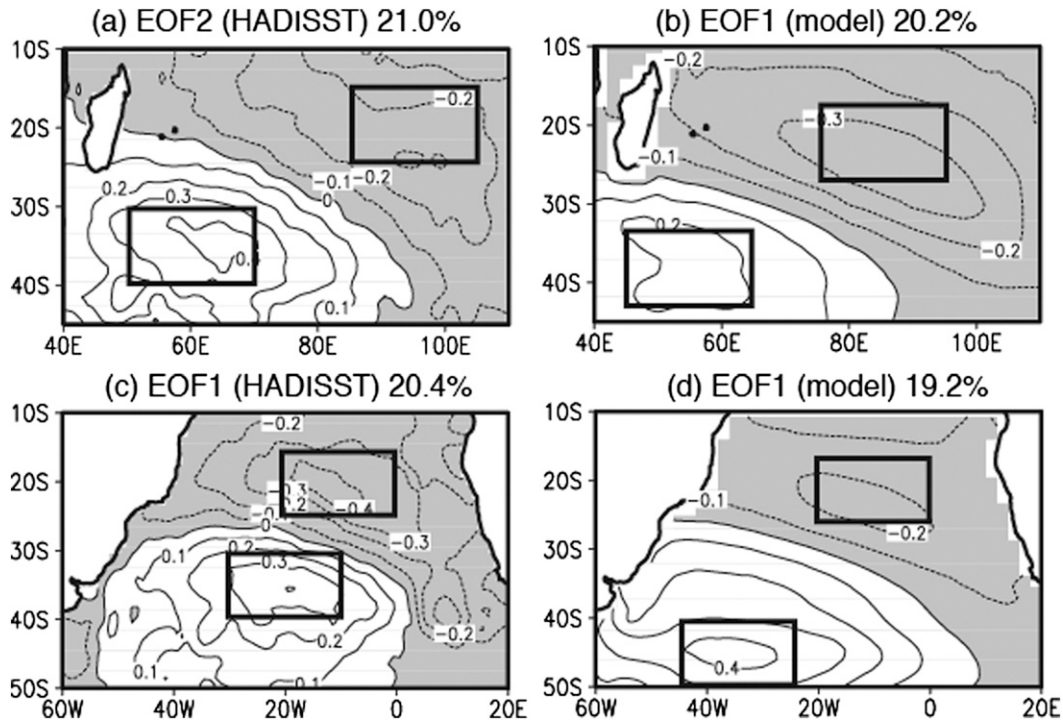 (a) EOF2 (HADISST) 21.0%
(b) EOF1 (model) 20.2%
10S
20S
30S
40S
-0.2
-0.1
-0.2
0
0.2
0.3
0.1
40E
60E
80E
100E
10S
20S
30S
40S
-0.2
-0.3
-0.1
0.2
-0.2
40E
60E
80E
100E
(c) EOF1 (HADISST) 20.4%
(d) EOF1 (model) 19.2%
10S
20S
30S
40S
50S
-0.2
-0.3
-0.4
0
-0.3
0.1
0.2
0.3
0.2
-0.2
0.1
0.1
60W
40W
20W
0
20E
10S
20S
30S
40S
50S
-0.1
-0.2
0.4
60W
40W
20W
0
20E